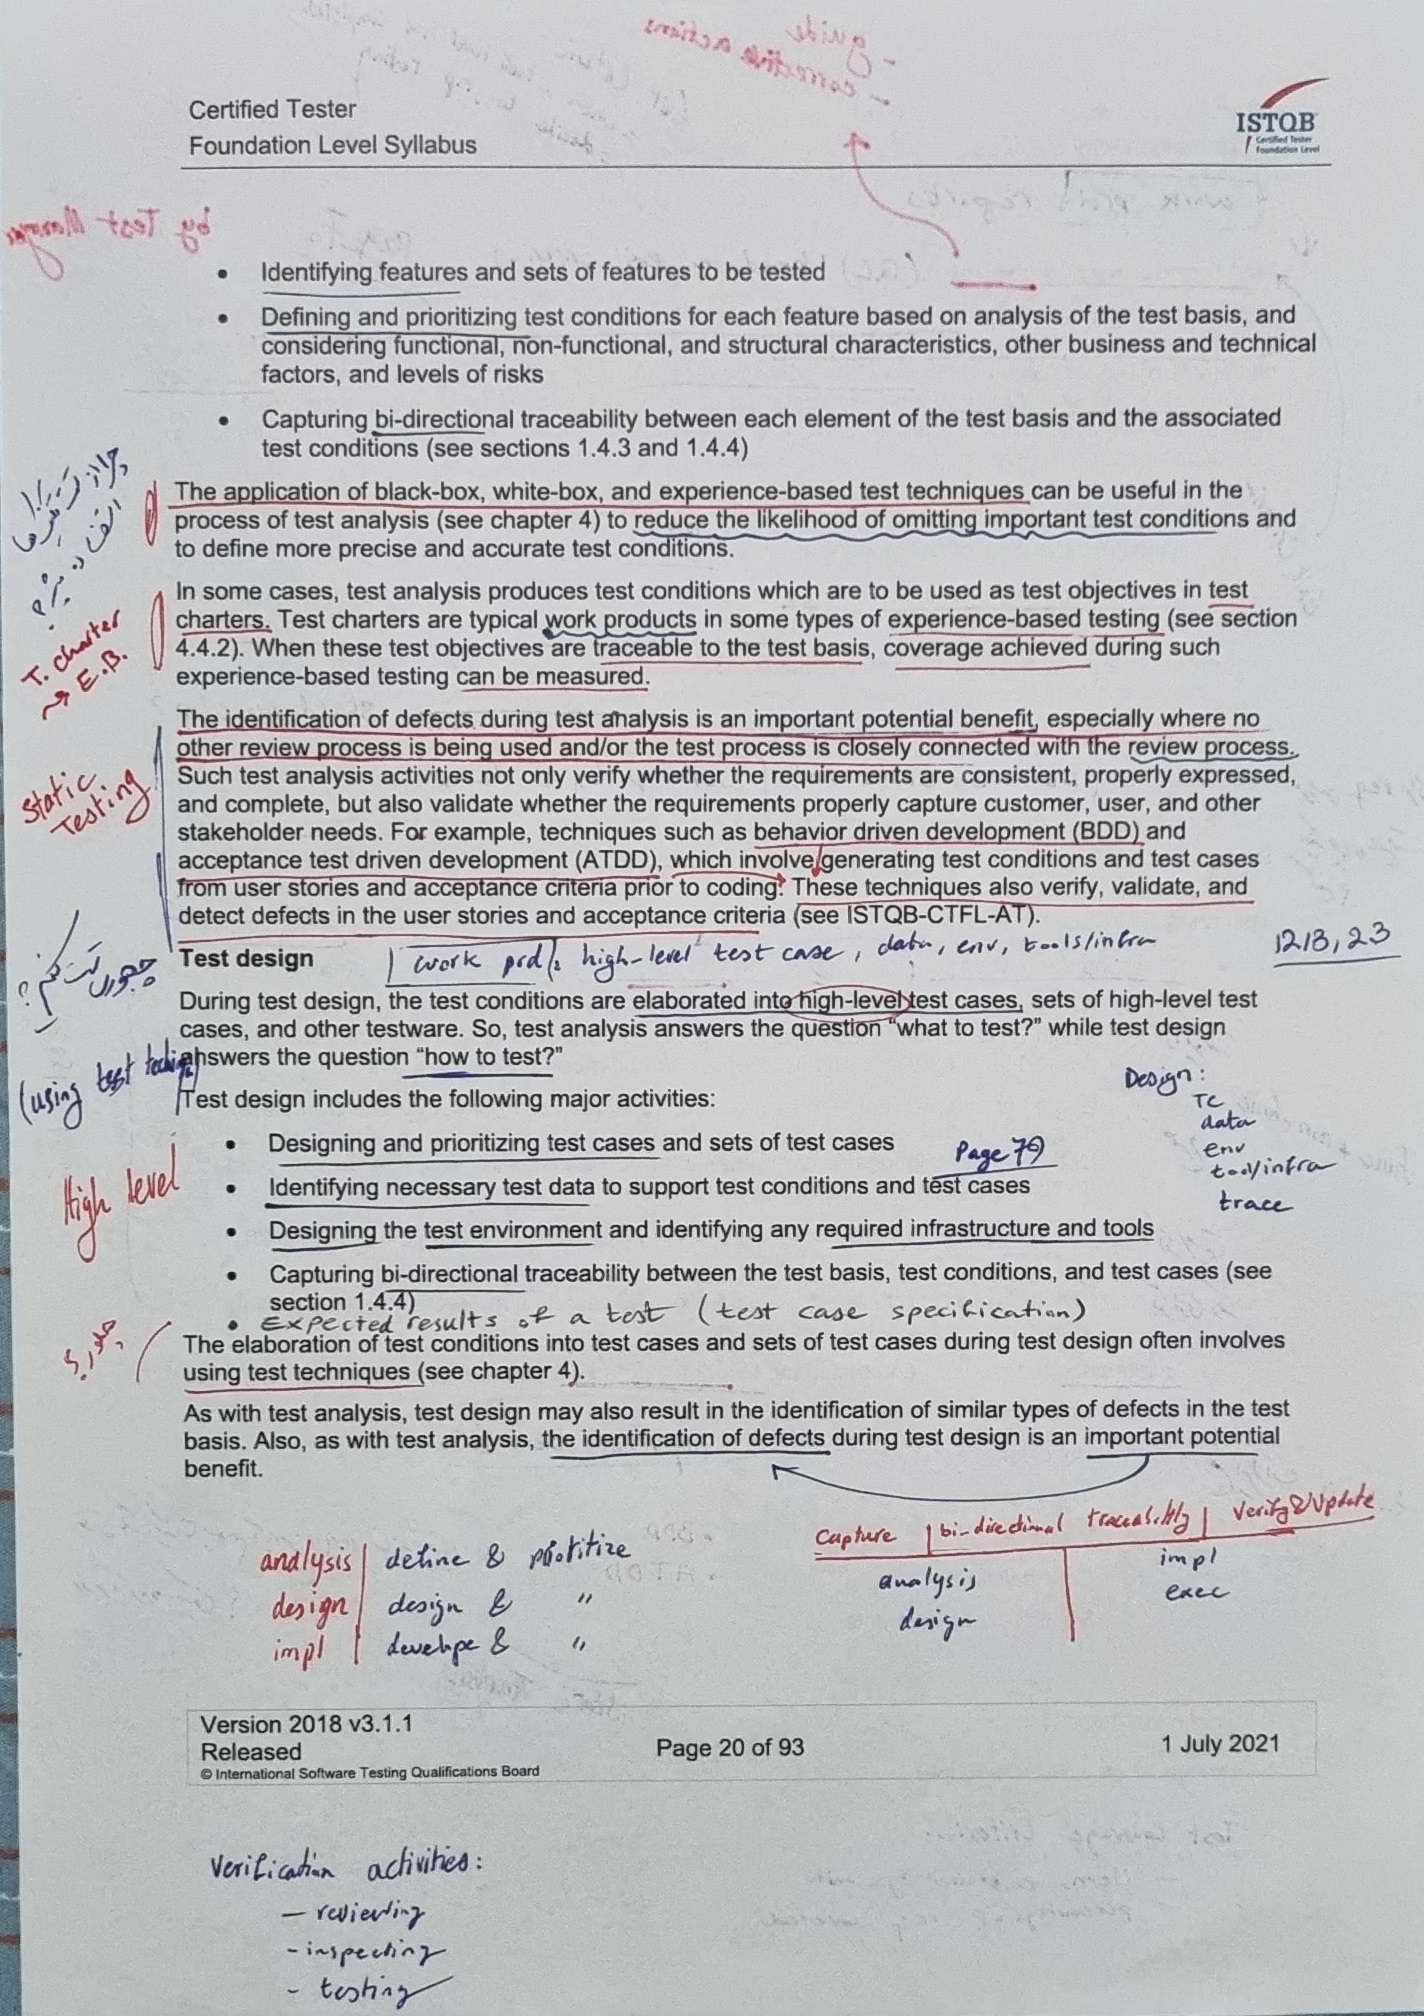 - guide
- corrective actions
Certified Tester
Foundation Level Syllabus
ISTQB
Certified Tester
Foundation Level
by Test Manager
• Identifying features and sets of features to be tested
• Defining and prioritizing test conditions for each feature based on analysis of the test basis, and
considering functional, non-functional, and structural characteristics, other business and technical
factors, and levels of risks
• Capturing bi-directional traceability between each element of the test basis and the associated
test conditions (see sections 1.4.3 and 1.4.4)
The application of black-box, white-box, and experience-based test techniques can be useful in the
process of test analysis (see chapter 4) to reduce the likelihood of omitting important test conditions and
to define more precise and accurate test conditions.
In some cases, test analysis produces test conditions which are to be used as test objectives in test
charters. Test charters are typical work products in some types of experience-based testing (see section
4.4.2). When these test objectives are traceable to the test basis, coverage achieved during such
experience-based testing can be measured.
T. charter
→ E.B.
The identification of defects during test analysis is an important potential benefit, especially where no
other review process is being used and/or the test process is closely connected with the review process.
Such test analysis activities not only verify whether the requirements are consistent, properly expressed,
and complete, but also validate whether the requirements properly capture customer, user, and other
stakeholder needs. For example, techniques such as behavior driven development (BDD) and
acceptance test driven development (ATDD), which involve generating test conditions and test cases
from user stories and acceptance criteria prior to coding. These techniques also verify, validate, and
detect defects in the user stories and acceptance criteria (see ISTQB-CTFL-AT).
Static
Testing
Test design
work prd: high-level test case, data, env, tools/infra
1213, 23
چجوری تست کنم؟
During test design, the test conditions are elaborated into high-level test cases, sets of high-level test
cases, and other testware. So, test analysis answers the question "what to test?" while test design
answers the question "how to test?"
(using test
Test design includes the following major activities:
Design:
TC
data
env
tool/infra
trace
• Designing and prioritizing test cases and sets of test cases
Page 79
• Identifying necessary test data to support test conditions and test cases
• Designing the test environment and identifying any required infrastructure and tools
• Capturing bi-directional traceability between the test basis, test conditions, and test cases (see
section 1.4.4)
• Expected results of a test (test case specification)
High level
The elaboration of test conditions into test cases and sets of test cases during test design often involves
using test techniques (see chapter 4).
As with test analysis, test design may also result in the identification of similar types of defects in the test
basis. Also, as with test analysis, the identification of defects during test design is an important potential
benefit.
analysis | define & prioritize
design | design & "
impl | develope & "
capture | bi-directional traceability | verify & update
analysis
design
impl
exec
Version 2018 v3.1.1
Released
© International Software Testing Qualifications Board
Page 20 of 93
1 July 2021
Verification activities:
- reviewing
- inspecting
- testing